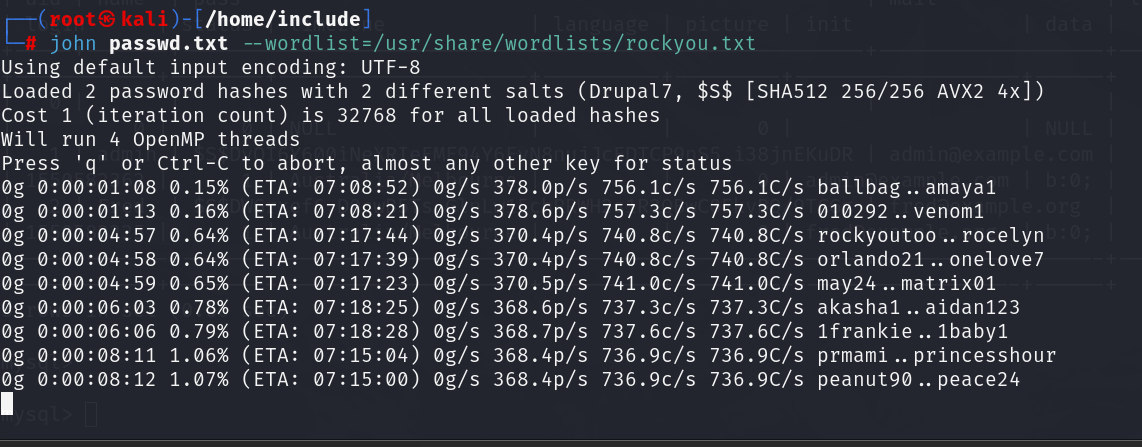 ┌──(root㉿kali)-[/home/include]
└─# john passwd.txt --wordlist=/usr/share/wordlists/rockyou.txt
Using default input encoding: UTF-8
Loaded 2 password hashes with 2 different salts (Drupal7, $S$ [SHA512 256/256 AVX2 4x])
Cost 1 (iteration count) is 32768 for all loaded hashes
Will run 4 OpenMP threads
Press 'q' or Ctrl-C to abort, almost any other key for status
0g 0:00:01:08 0.15% (ETA: 07:08:52) 0g/s 378.0p/s 756.1c/s 756.1C/s ballbag..amaya1
0g 0:00:01:13 0.16% (ETA: 07:08:21) 0g/s 378.6p/s 757.3c/s 757.3C/s 010292..venom1
0g 0:00:04:57 0.64% (ETA: 07:17:44) 0g/s 370.4p/s 740.8c/s 740.8C/s rockyoutoo..rocelyn
0g 0:00:04:58 0.64% (ETA: 07:17:39) 0g/s 370.4p/s 740.8c/s 740.8C/s orlando21..onelove7
0g 0:00:04:59 0.65% (ETA: 07:17:23) 0g/s 370.5p/s 741.0c/s 741.0C/s may24..matrix01
0g 0:00:06:03 0.78% (ETA: 07:18:25) 0g/s 368.6p/s 737.3c/s 737.3C/s akasha1..aidan123
0g 0:00:06:06 0.79% (ETA: 07:18:28) 0g/s 368.7p/s 737.6c/s 737.6C/s 1frankie..1baby1
0g 0:00:08:11 1.06% (ETA: 07:15:04) 0g/s 368.4p/s 736.9c/s 736.9C/s prmami..princesshour
0g 0:00:08:12 1.07% (ETA: 07:15:00) 0g/s 368.4p/s 736.9c/s 736.9C/s peanut90..peace24
mysql>